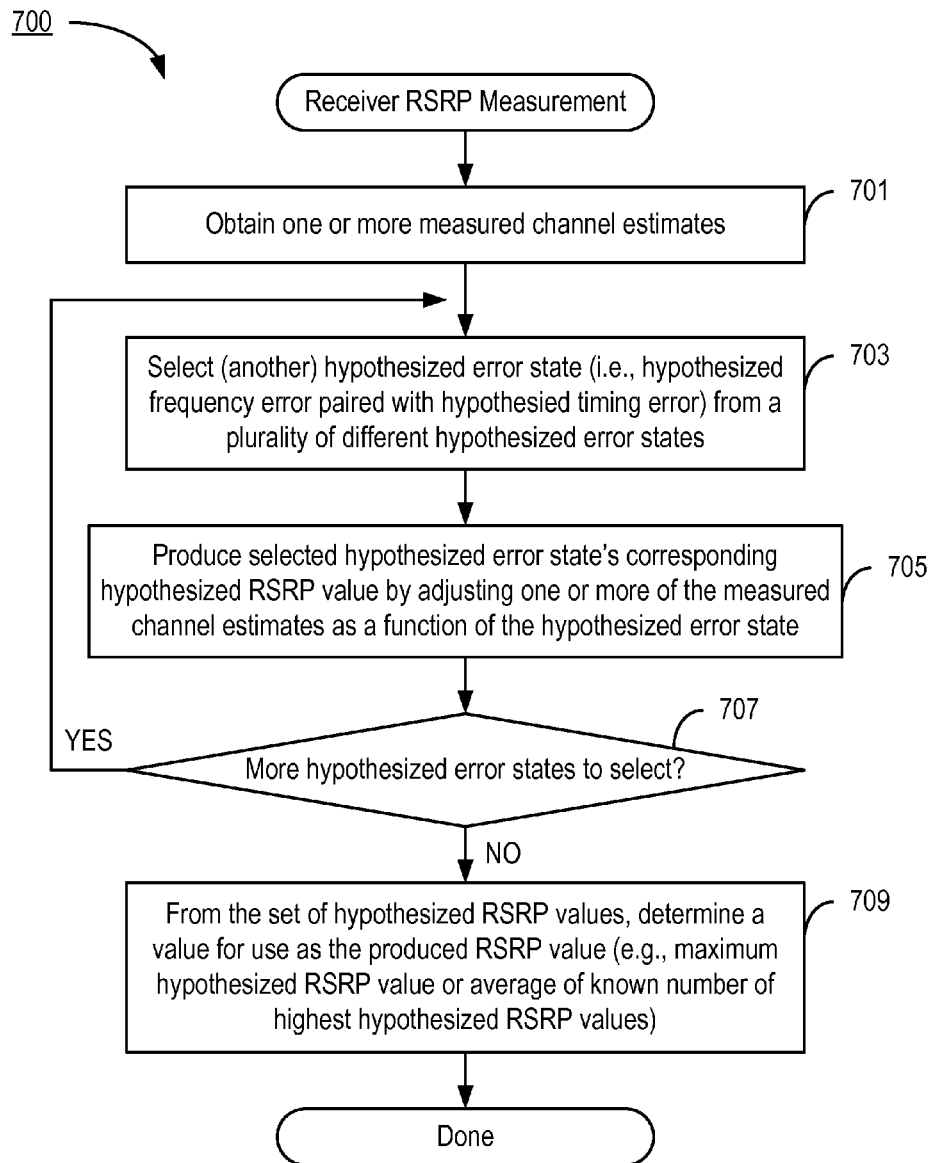 700
Receiver RSRP Measurement
701
Obtain one or more measured channel estimates
703
Select (another) hypothesized error state (i.e., hypothesized
frequency error paired with hypothesied timing error) from a
plurality of different hypothesized error states
705
Produce selected hypothesized error state's corresponding
hypothesized RSRP value by adjusting one or more of the measured
channel estimates as a function of the hypothesized error state
707
YES
More hypothesized error states to select?
NO
709
From the set of hypothesized RSRP values, determine a
value for use as the produced RSRP value (e.g., maximum
hypothesized RSRP value or average of known number of
highest hypothesized RSRP values)
Done